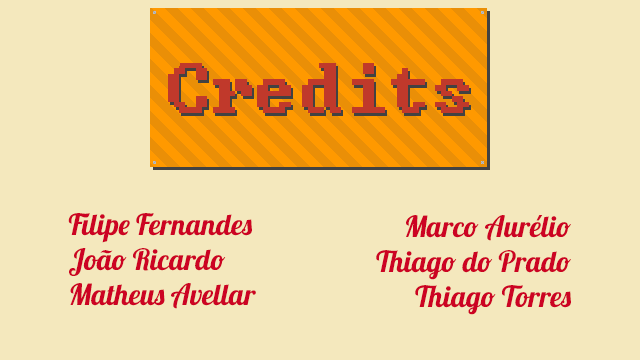 Credits
Filipe Fernandes
João Ricardo
Matheus Avellar
Marco Aurélio
Thiago do Prado
Thiago Torres